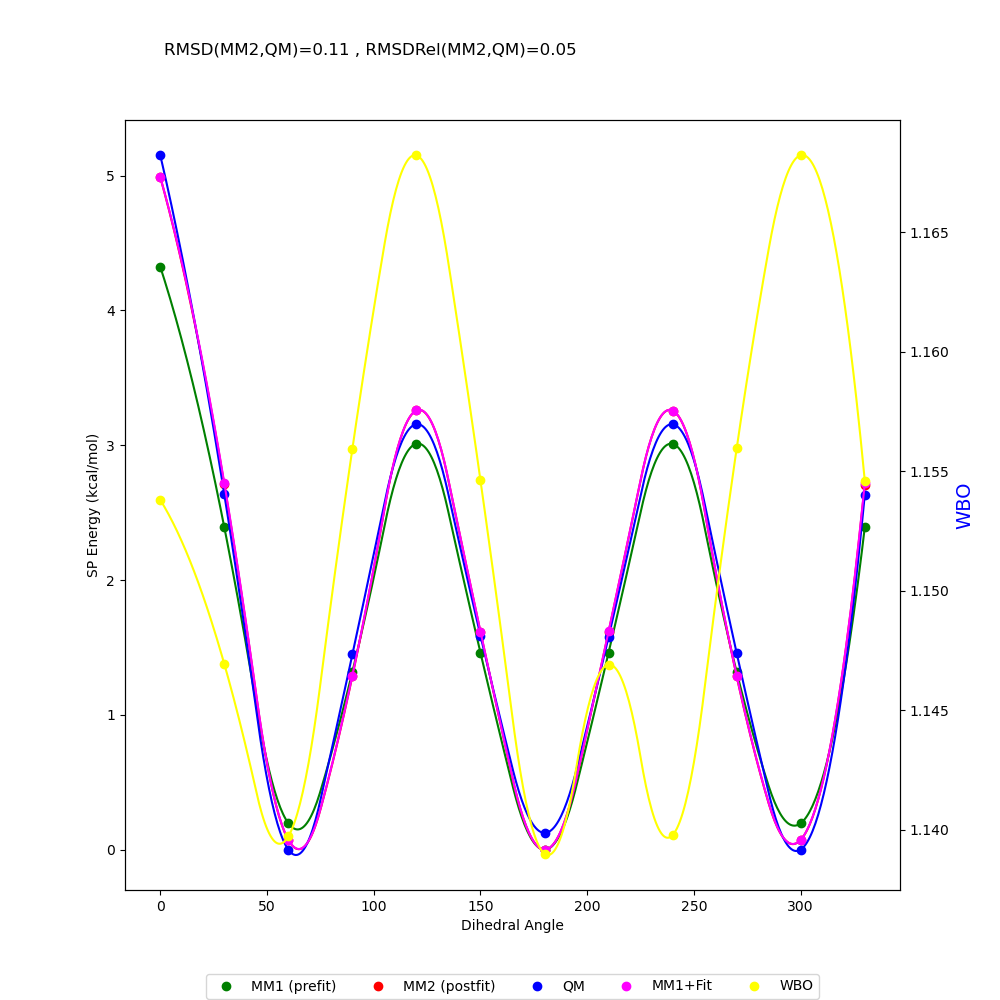 RMSD(MM2,QM)=0.11 , RMSDRel(MM2,QM)=0.05
5
4
3
2
1
0
SP Energy (kcal/mol)
1.165
1.160
1.155
1.150
1.145
1.140
WBO
0 50 100 150 200 250 300
Dihedral Angle
MM1 (prefit) MM2 (postfit) QM MM1+Fit WBO